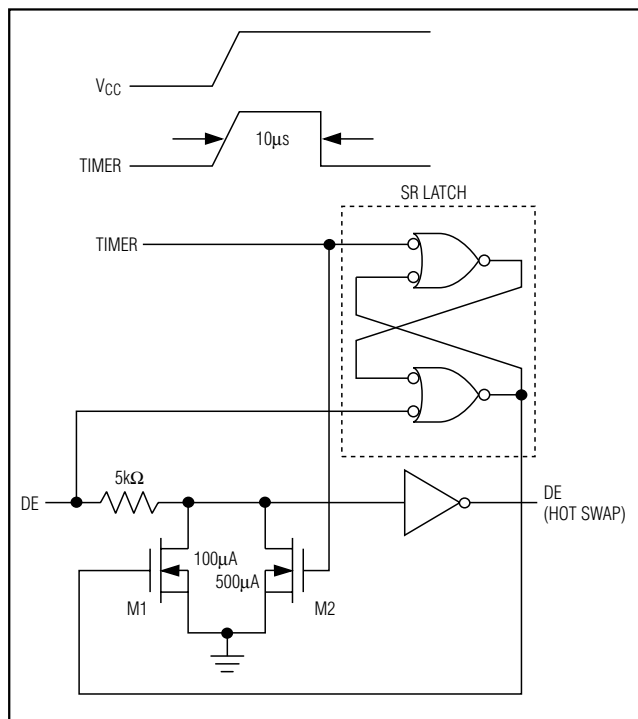 VCC
TIMER
10µs
SR LATCH
TIMER
5kΩ
DE
DE
(HOT SWAP)
100µA
500µA
M1
M2